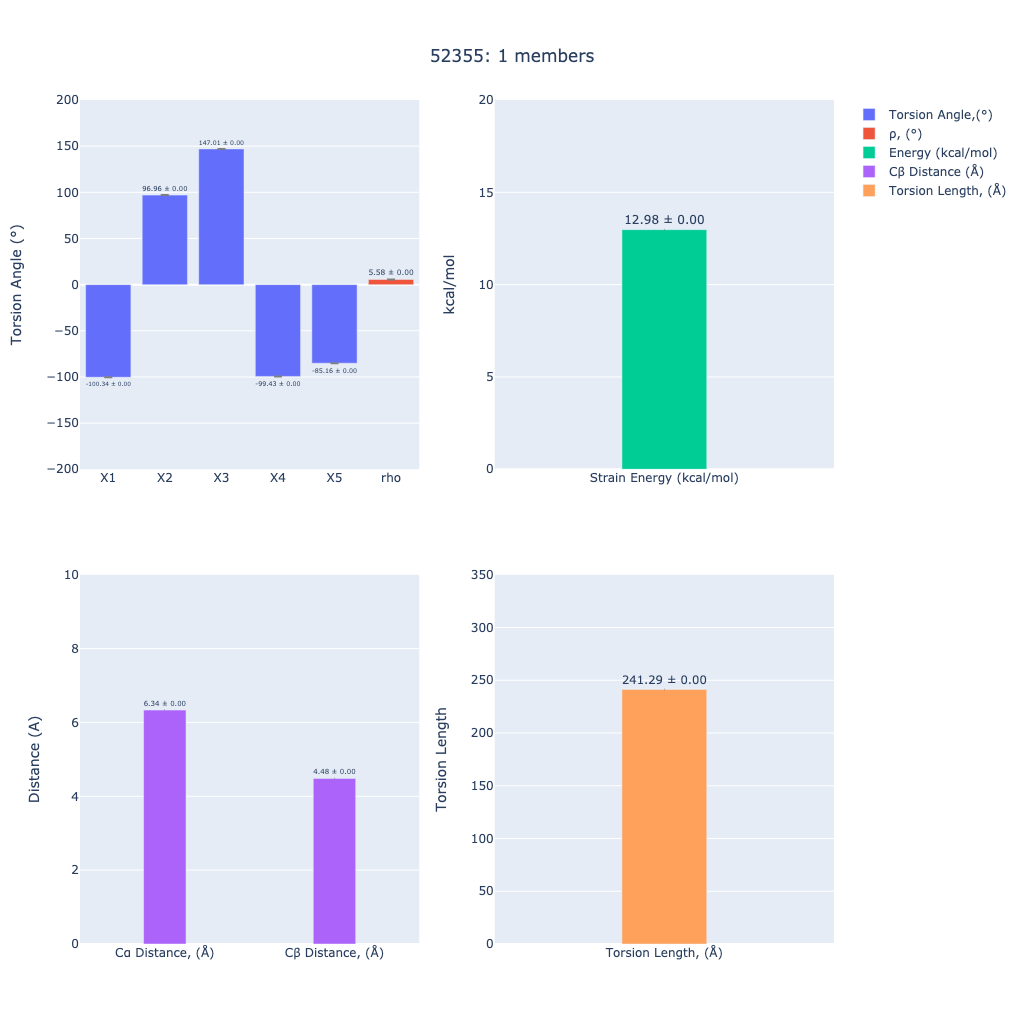 52355: 1 members
Torsion Angle (°)
200
150
100
50
0
−50
−100
−150
−200
-100.34 ± 0.00
96.96 ± 0.00
147.01 ± 0.00
-99.43 ± 0.00
-85.16 ± 0.00
5.58 ± 0.00
X1 X2 X3 X4 X5 rho
kcal/mol
20
15
10
5
0
12.98 ± 0.00
Strain Energy (kcal/mol)
Torsion Angle,(°)
ρ, (°)
Energy (kcal/mol)
Cβ Distance (Å)
Torsion Length, (Å)
Distance (A)
10
8
6
4
2
0
6.34 ± 0.00
4.48 ± 0.00
Cα Distance, (Å) Cβ Distance, (Å)
Torsion Length
350
300
250
200
150
100
50
0
241.29 ± 0.00
Torsion Length, (Å)